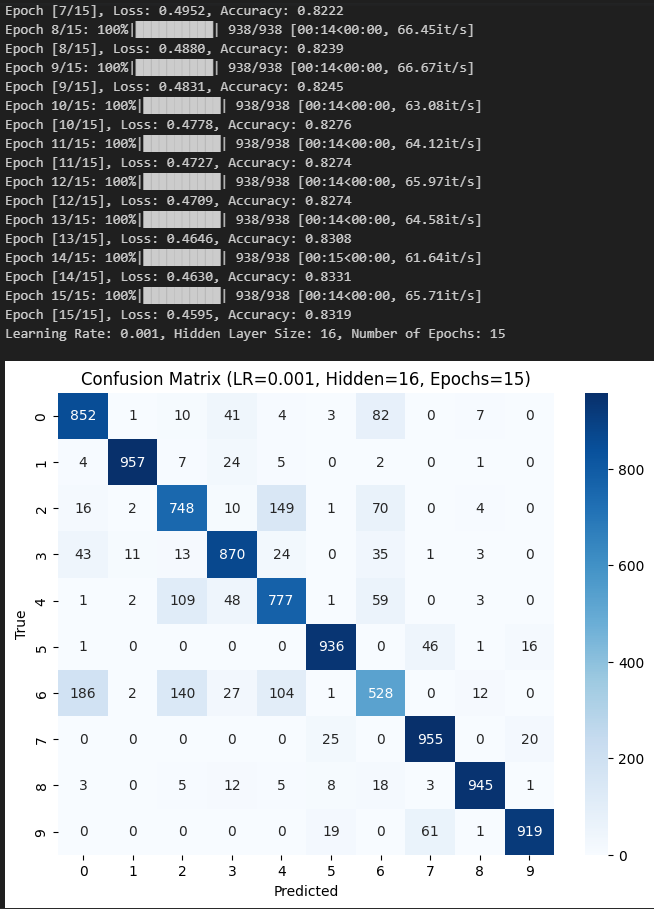 Epoch [7/15], Loss: 0.4952, Accuracy: 0.8222
Epoch 8/15: 100%|██████████| 938/938 [00:14<00:00, 66.45it/s]
Epoch [8/15], Loss: 0.4880, Accuracy: 0.8239
Epoch 9/15: 100%|██████████| 938/938 [00:14<00:00, 66.67it/s]
Epoch [9/15], Loss: 0.4831, Accuracy: 0.8245
Epoch 10/15: 100%|██████████| 938/938 [00:14<00:00, 63.08it/s]
Epoch [10/15], Loss: 0.4778, Accuracy: 0.8276
Epoch 11/15: 100%|██████████| 938/938 [00:14<00:00, 64.12it/s]
Epoch [11/15], Loss: 0.4727, Accuracy: 0.8274
Epoch 12/15: 100%|██████████| 938/938 [00:14<00:00, 65.97it/s]
Epoch [12/15], Loss: 0.4709, Accuracy: 0.8274
Epoch 13/15: 100%|██████████| 938/938 [00:14<00:00, 64.58it/s]
Epoch [13/15], Loss: 0.4646, Accuracy: 0.8308
Epoch 14/15: 100%|██████████| 938/938 [00:15<00:00, 61.64it/s]
Epoch [14/15], Loss: 0.4630, Accuracy: 0.8331
Epoch 15/15: 100%|██████████| 938/938 [00:14<00:00, 65.71it/s]
Epoch [15/15], Loss: 0.4595, Accuracy: 0.8319
Learning Rate: 0.001, Hidden Layer Size: 16, Number of Epochs: 15
Confusion Matrix (LR=0.001, Hidden=16, Epochs=15)
0 852 1 10 41 4 3 82 0 7 0
1 4 957 7 24 5 0 2 0 1 0
2 16 2 748 10 149 1 70 0 4 0
3 43 11 13 870 24 0 35 1 3 0
4 1 2 109 48 777 1 59 0 3 0
5 1 0 0 0 0 936 0 46 1 16
6 186 2 140 27 104 1 528 0 12 0
7 0 0 0 0 0 25 0 955 0 20
8 3 0 5 12 5 8 18 3 945 1
9 0 0 0 0 0 19 0 61 1 919
0 1 2 3 4 5 6 7 8 9
Predicted
True
800
600
400
200
0